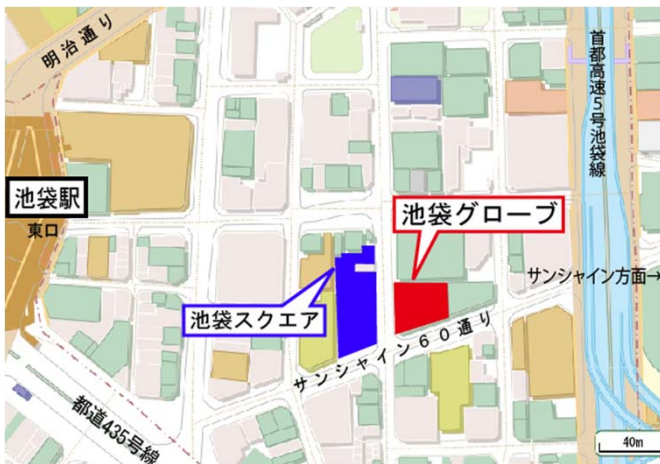 明治通り
首都高速5号池袋線
池袋駅
東口
池袋グローブ
サンシャイン方面→
池袋スクエア
サンシャイン60通り
都道435号線
40m